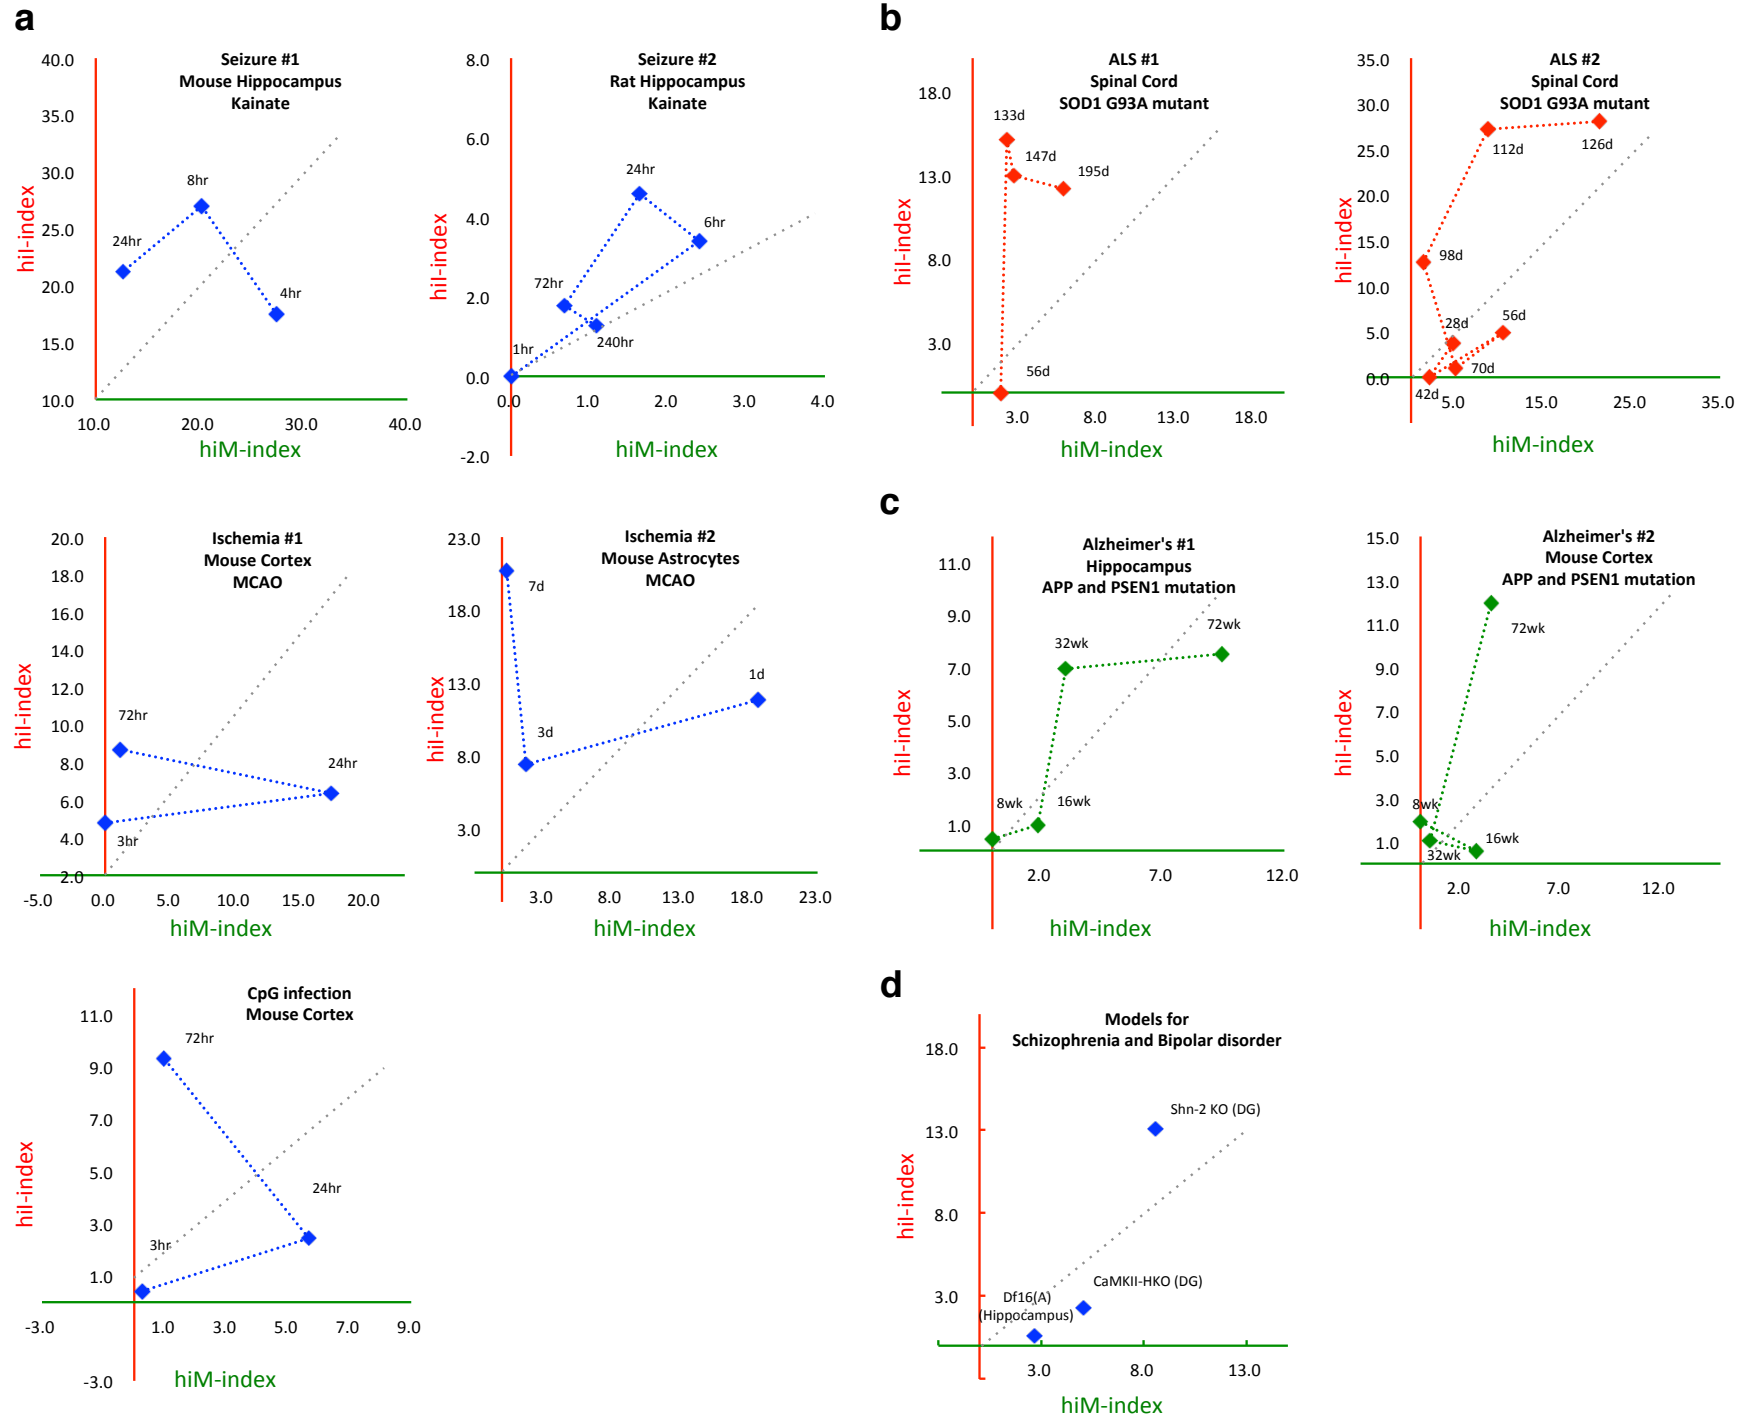 a
Seizure #1
Mouse Hippocampus
Kainate
40.0
35.0
30.0
25.0
20.0
15.0
10.0
hiI-index
24hr
8hr
4hr
10.0 20.0 30.0 40.0
hiM-index
Seizure #2
Rat Hippocampus
Kainate
8.0
6.0
4.0
2.0
0.0
-2.0
hiI-index
24hr
6hr
72hr
240hr
1hr
0.0 1.0 2.0 3.0 4.0
hiM-index
Ischemia #1
Mouse Cortex
MCAO
20.0
18.0
16.0
14.0
12.0
10.0
8.0
6.0
4.0
2.0
hiI-index
72hr
24hr
3hr
-5.0 0.0 5.0 10.0 15.0 20.0
hiM-index
Ischemia #2
Mouse Astrocytes
MCAO
23.0
18.0
13.0
8.0
3.0
hiI-index
7d
1d
3d
3.0 8.0 13.0 18.0 23.0
hiM-index
CpG infection
Mouse Cortex
11.0
9.0
7.0
5.0
3.0
1.0
-3.0
hiI-index
72hr
24hr
3hr
-3.0 1.0 3.0 5.0 7.0 9.0
hiM-index
b
ALS #1
Spinal Cord
SOD1 G93A mutant
18.0
13.0
8.0
3.0
hiI-index
133d
147d
195d
56d
3.0 8.0 13.0 18.0
hiM-index
ALS #2
Spinal Cord
SOD1 G93A mutant
35.0
30.0
25.0
20.0
15.0
10.0
5.0
0.0
hiI-index
112d
126d
98d
28d
56d
70d
42d
5.0 15.0 25.0 35.0
hiM-index
c
Alzheimer's #1
Hippocampus
APP and PSEN1 mutation
11.0
9.0
7.0
5.0
3.0
1.0
hiI-index
72wk
32wk
8wk
16wk
2.0 7.0 12.0
hiM-index
Alzheimer's #2
Mouse Cortex
APP and PSEN1 mutation
15.0
13.0
11.0
9.0
7.0
5.0
3.0
1.0
hiI-index
72wk
8wk
16wk
32wk
2.0 7.0 12.0
hiM-index
d
Models for
Schizophrenia and Bipolar disorder
18.0
13.0
8.0
3.0
hiI-index
Shn-2 KO (DG)
CaMKII-HKO (DG)
Df16(A)
(Hippocampus)
3.0 8.0 13.0
hiM-index